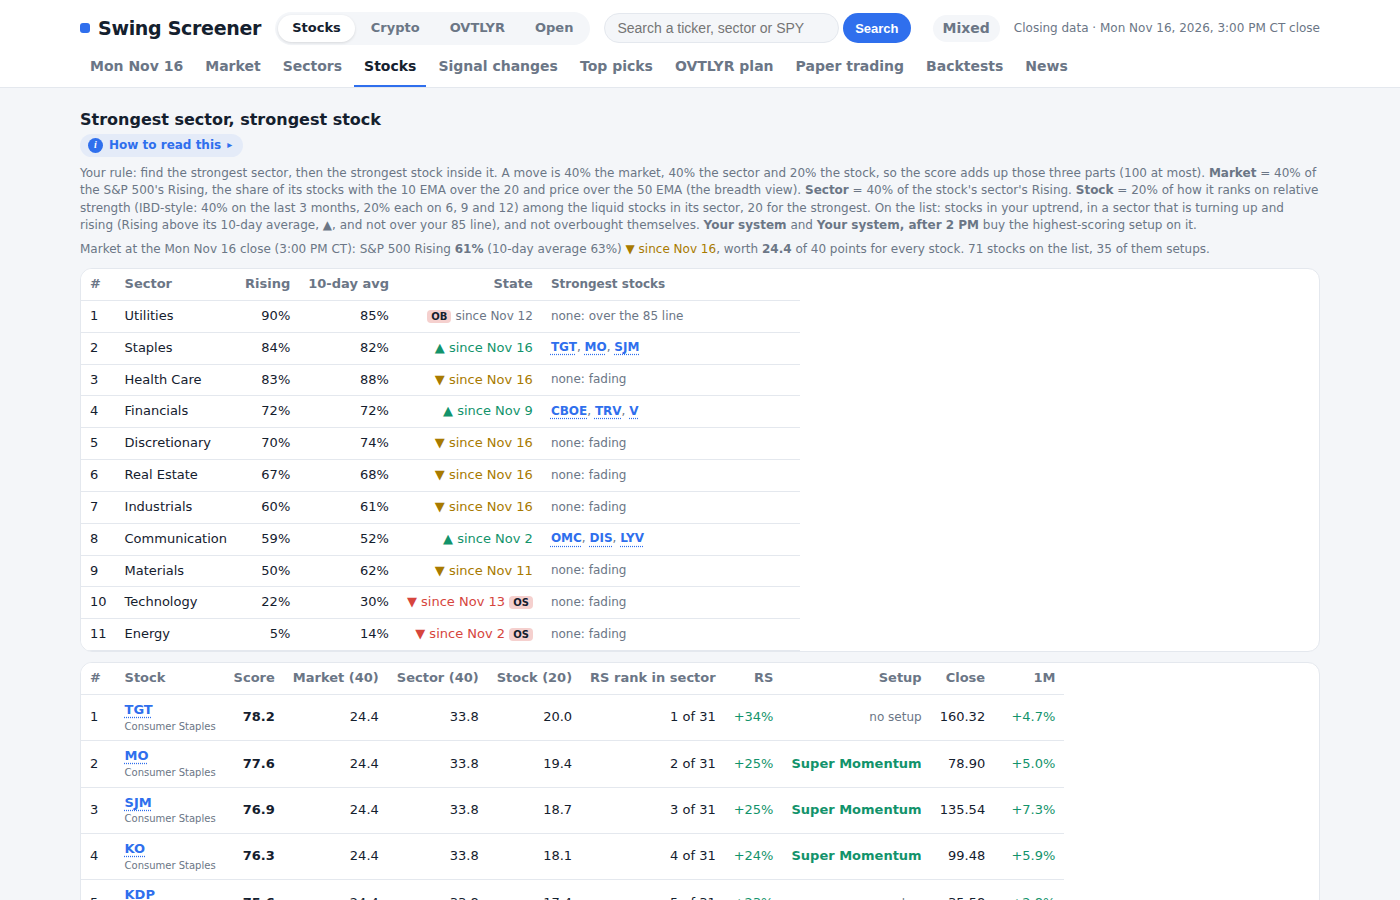 Swing Screener Stocks Crypto OVTLYR Open Search a ticker, sector or SPY Search Mixed Closing data · Mon Nov 16, 2026, 3:00 PM CT close
Mon Nov 16 Market Sectors Stocks Signal changes Top picks OVTLYR plan Paper trading Backtests News
Strongest sector, strongest stock
i How to read this ▸
Your rule: find the strongest sector, then the strongest stock inside it. A move is 40% the market, 40% the sector and 20% the stock, so the score adds up those three parts (100 at most). Market = 40% of
the S&P 500's Rising, the share of its stocks with the 10 EMA over the 20 and price over the 50 EMA (the breadth view). Sector = 40% of the stock's sector's Rising. Stock = 20% of how it ranks on relative
strength (IBD-style: 40% on the last 3 months, 20% each on 6, 9 and 12) among the liquid stocks in its sector, 20 for the strongest. On the list: stocks in your uptrend, in a sector that is turning up and
rising (Rising above its 10-day average, ▲, and not over your 85 line), and not overbought themselves. Your system and Your system, after 2 PM buy the highest-scoring setup on it.
Market at the Mon Nov 16 close (3:00 PM CT): S&P 500 Rising 61% (10-day average 63%) ▼ since Nov 16, worth 24.4 of 40 points for every stock. 71 stocks on the list, 35 of them setups.
# Sector Rising 10-day avg State Strongest stocks
1 Utilities 90% 85% OB since Nov 12 none: over the 85 line
2 Staples 84% 82% ▲ since Nov 16 TGT, MO, SJM
3 Health Care 83% 88% ▼ since Nov 16 none: fading
4 Financials 72% 72% ▲ since Nov 9 CBOE, TRV, V
5 Discretionary 70% 74% ▼ since Nov 16 none: fading
6 Real Estate 67% 68% ▼ since Nov 16 none: fading
7 Industrials 60% 61% ▼ since Nov 16 none: fading
8 Communication 59% 52% ▲ since Nov 2 OMC, DIS, LYV
9 Materials 50% 62% ▼ since Nov 11 none: fading
10 Technology 22% 30% ▼ since Nov 13 OS none: fading
11 Energy 5% 14% ▼ since Nov 2 OS none: fading
# Stock Score Market (40) Sector (40) Stock (20) RS rank in sector RS Setup Close 1M
1 TGT 78.2 24.4 33.8 20.0 1 of 31 +34% no setup 160.32 +4.7%
Consumer Staples
2 MO 77.6 24.4 33.8 19.4 2 of 31 +25% Super Momentum 78.90 +5.0%
Consumer Staples
3 SJM 76.9 24.4 33.8 18.7 3 of 31 +25% Super Momentum 135.54 +7.3%
Consumer Staples
4 KO 76.3 24.4 33.8 18.1 4 of 31 +24% Super Momentum 99.48 +5.9%
Consumer Staples
KDP